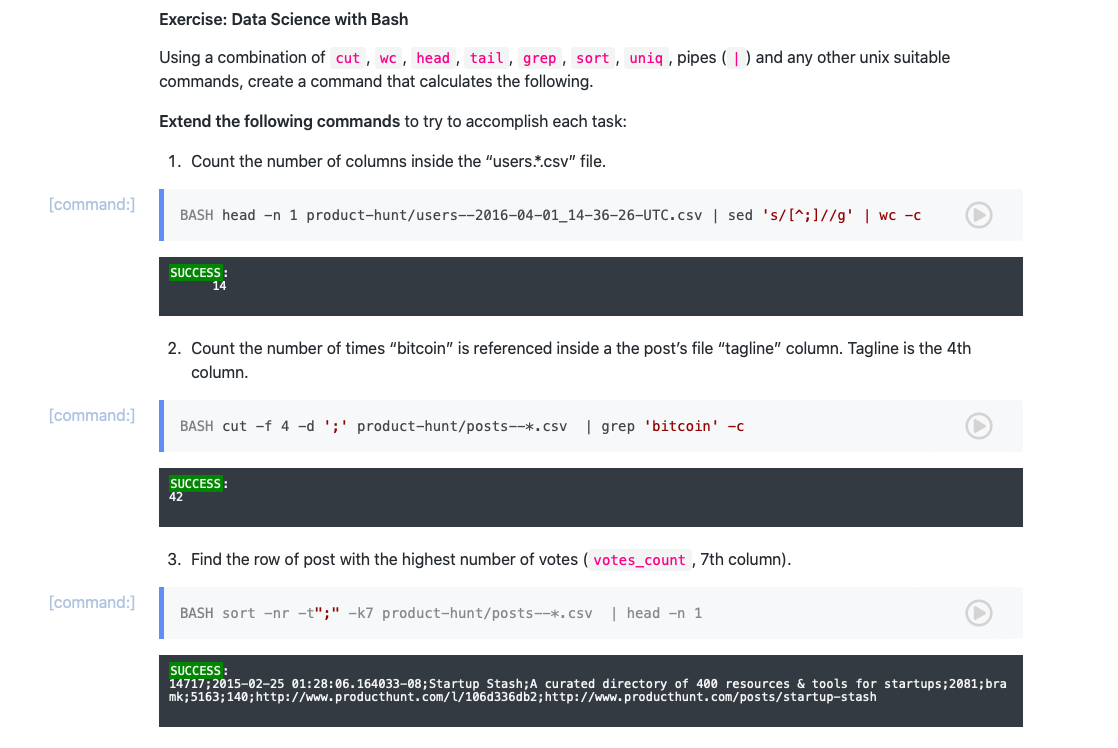 Exercise: Data Science with Bash
Using a combination of cut , wc , head , tail , grep , sort , uniq , pipes ( | ) and any other unix suitable
commands, create a command that calculates the following.
Extend the following commands to try to accomplish each task:
1. Count the number of columns inside the “users.*.csv” file.
[command:]
BASH head -n 1 product-hunt/users--2016-04-01_14-36-26-UTC.csv | sed 's/[^;]//g' | wc -c
SUCCESS:
14
2. Count the number of times “bitcoin” is referenced inside a the post’s file “tagline” column. Tagline is the 4th
column.
[command:]
BASH cut -f 4 -d ';' product-hunt/posts--*.csv | grep 'bitcoin' -c
SUCCESS:
42
3. Find the row of post with the highest number of votes ( votes_count , 7th column).
[command:]
BASH sort -nr -t";" -k7 product-hunt/posts--*.csv | head -n 1
SUCCESS:
14717;2015-02-25 01:28:06.164033-08;Startup Stash;A curated directory of 400 resources & tools for startups;2081;bra
mk;5163;140;http://www.producthunt.com/l/106d336db2;http://www.producthunt.com/posts/startup-stash